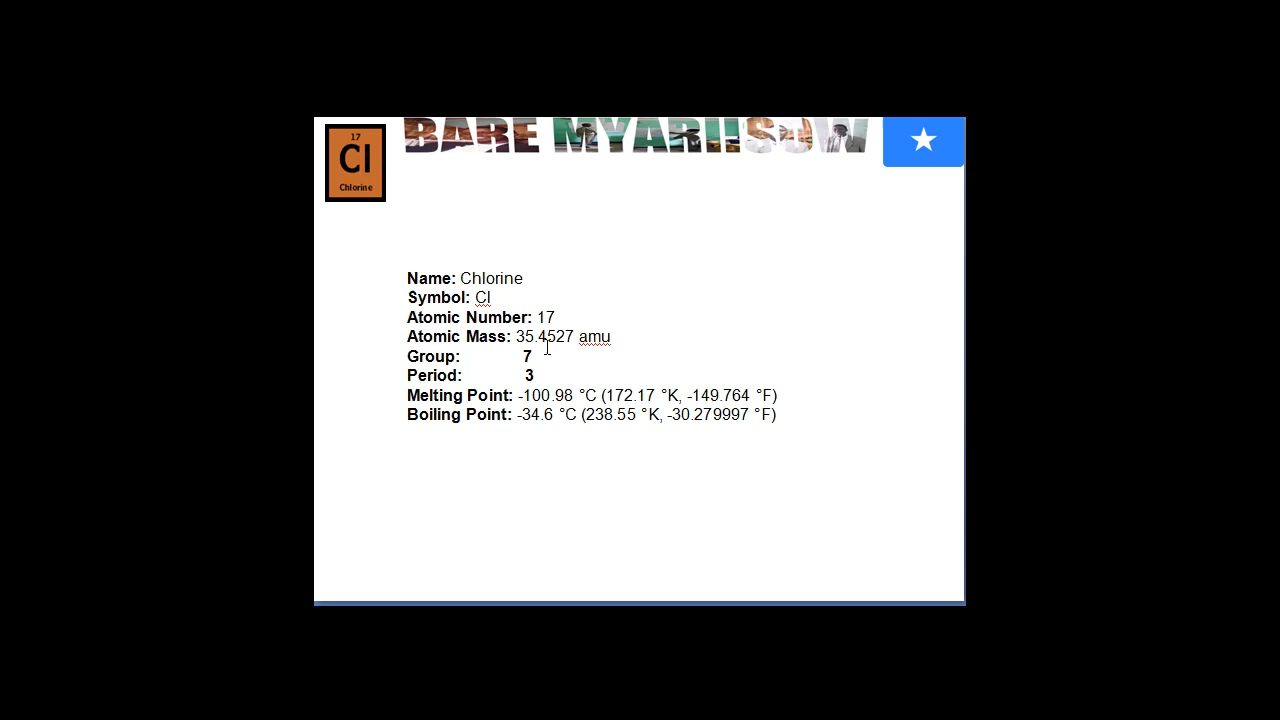 17
Cl
Chlorine
BARE MYARIISOW
Name: Chlorine
Symbol: Cl
Atomic Number: 17
Atomic Mass: 35.4527 amu
Group: 7
Period: 3
Melting Point: -100.98 °C (172.17 °K, -149.764 °F)
Boiling Point: -34.6 °C (238.55 °K, -30.279997 °F)